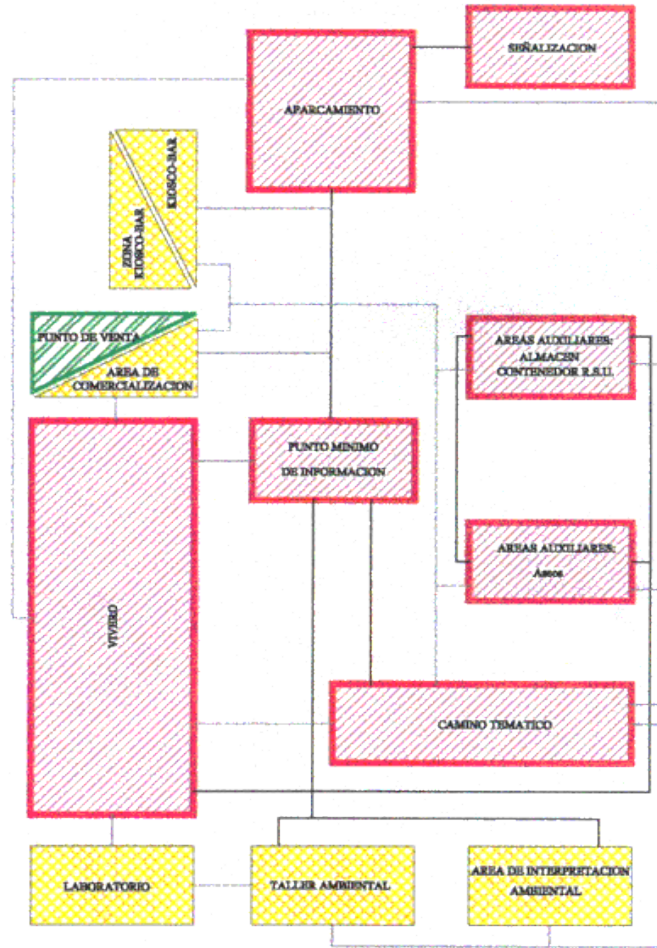 SEÑALIZACION
APARCAMIENTO
KIOSCO-BAR
ZONA
KIOSCO-BAR
PUNTO DE VENTA
AREA DE
COMERCIALIZACION
AREAS AUXILIARES:
ALMACEN
CONTENEDOR R.S.U.
PUNTO MINIMO
DE INFORMACION
AREAS AUXILIARES:
Aseos
VIVERO
CAMINO TEMATICO
LABORATORIO
TALLER AMBIENTAL
AREA DE INTERPRETACION
AMBIENTAL